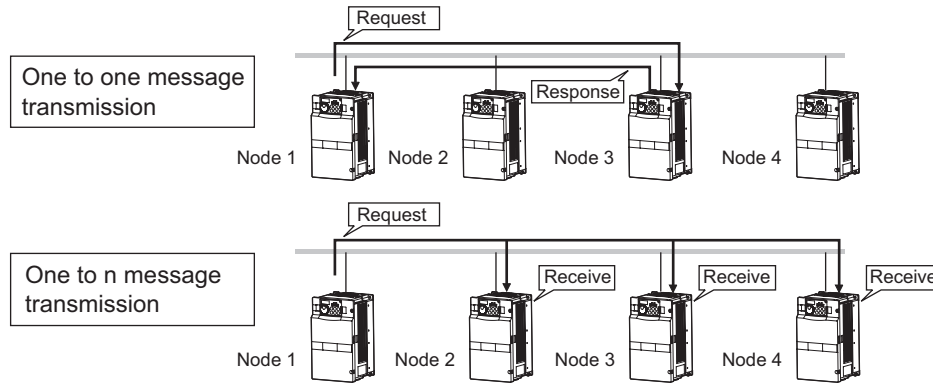 Request
One to one message
transmission
Response
Node 1
Node 2
Node 3
Node 4
Request
One to n message
transmission
Receive
Receive
Receive
Node 1
Node 2
Node 3
Node 4